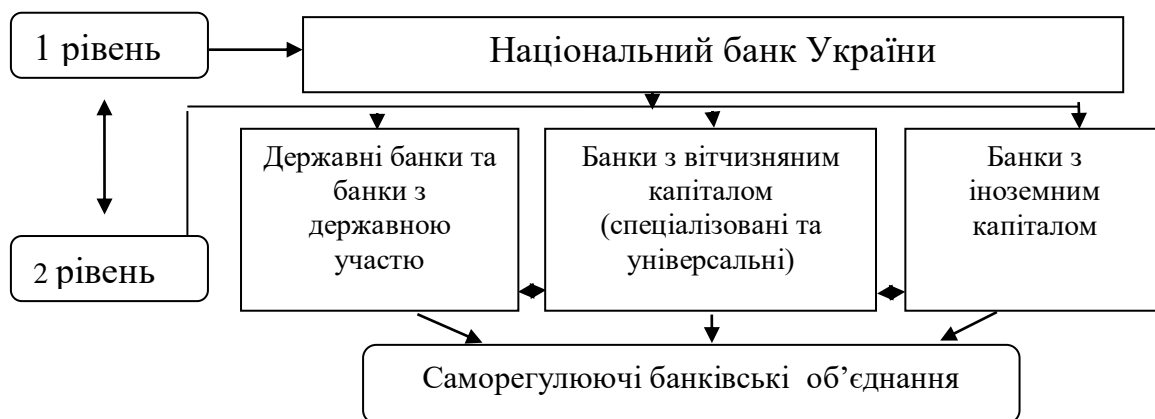 1 рівень
Національний банк України
Державні банки та
банки з
державною
участю
Банки з вітчизняним
капіталом
(спеціалізовані та
універсальні)
Банки з
іноземним
капіталом
2 рівень
Саморегулюючі банківські об’єднання